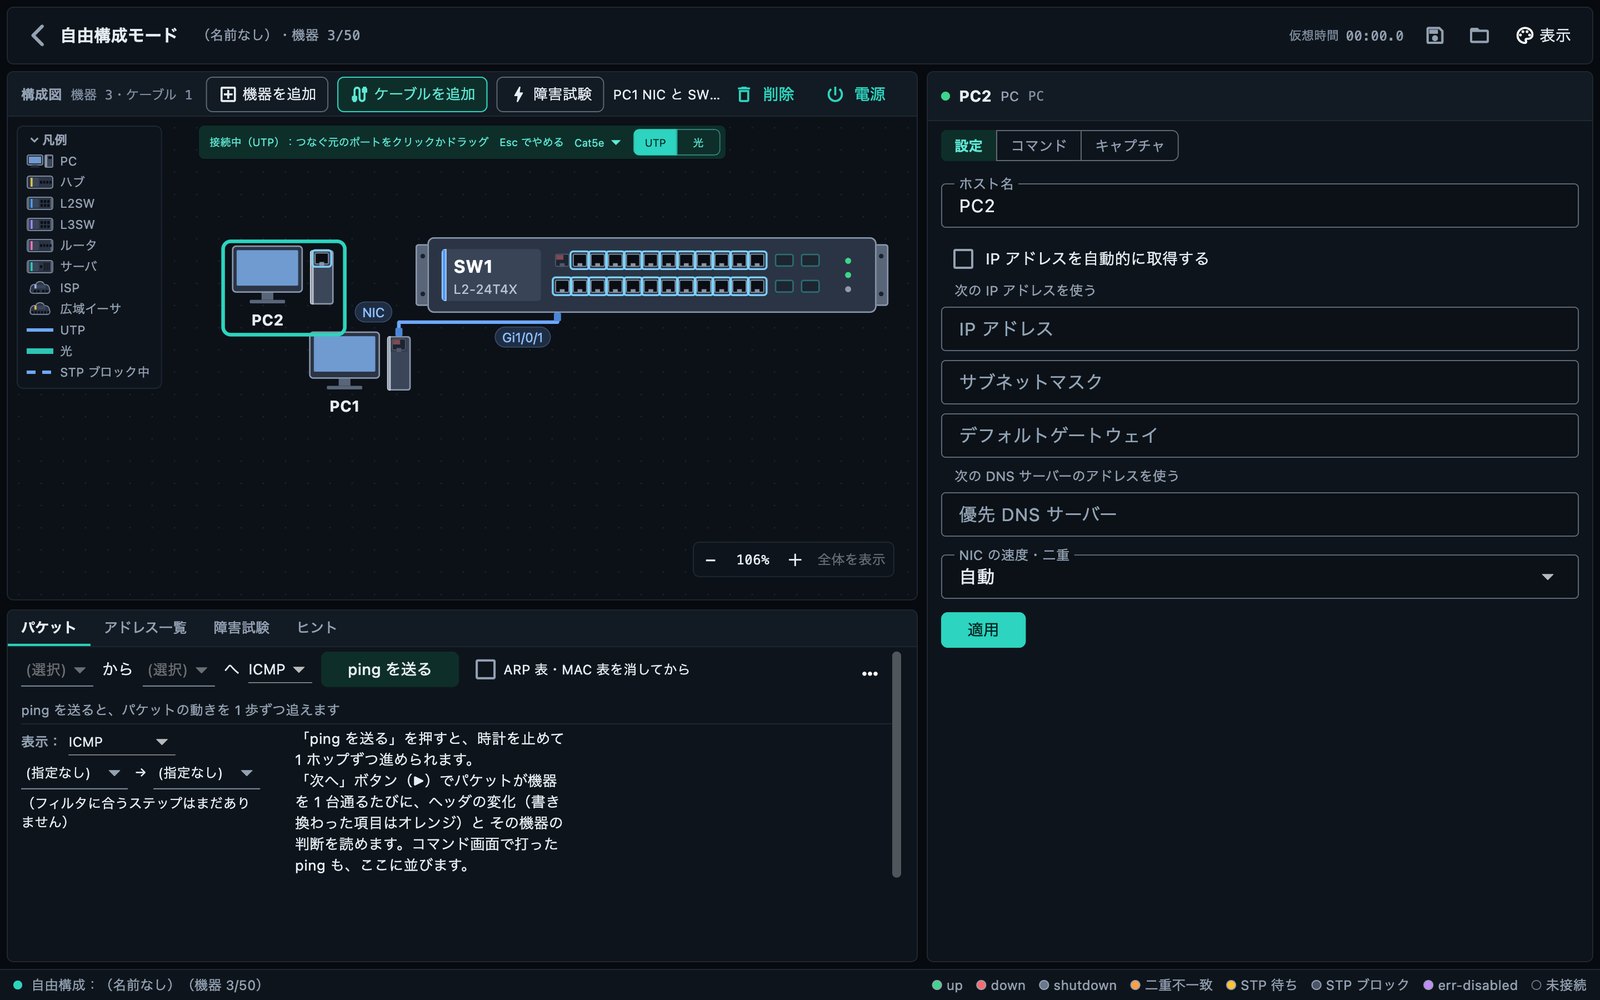 自由構成モード （名前なし）・機器 3/50 仮想時間 00:00.0 表示
構成図 機器 3・ケーブル 1 機器を追加 ケーブルを追加 障害試験 PC1 NIC と SW... 削除 電源
接続中（UTP）：つなぐ元のポートをクリックかドラッグ Esc でやめる Cat5e UTP 光
凡例
PC
ハブ
L2SW
L3SW
ルータ
サーバ
ISP
広域イーサ
UTP
光
STP ブロック中
PC2
SW1
L2-24T4X
NIC
Gi1/0/1
PC1
106% 全体を表示
PC2 PC PC
設定 コマンド キャプチャ
ホスト名
PC2
IP アドレスを自動的に取得する
次の IP アドレスを使う
IP アドレス
サブネットマスク
デフォルトゲートウェイ
次の DNS サーバーのアドレスを使う
優先 DNS サーバー
NIC の速度・二重
自動
適用
パケット アドレス一覧 障害試験 ヒント
(選択) から (選択) へ ICMP ping を送る ARP 表・MAC 表を消してから
ping を送ると、パケットの動きを 1 歩ずつ追えます
表示： ICMP
(指定なし) → (指定なし)
（フィルタに合うステップはまだあり
ません）
「ping を送る」を押すと、時計を止めて
1 ホップずつ進められます。
「次へ」ボタン（▶）でパケットが機器
を 1 台通るたびに、ヘッダの変化（書き
換わった項目はオレンジ）と その機器の
判断を読めます。コマンド画面で打った
ping も、ここに並びます。
自由構成：（名前なし）（機器 3/50） up down shutdown 二重不一致 STP 待ち STP ブロック err-disabled 未接続